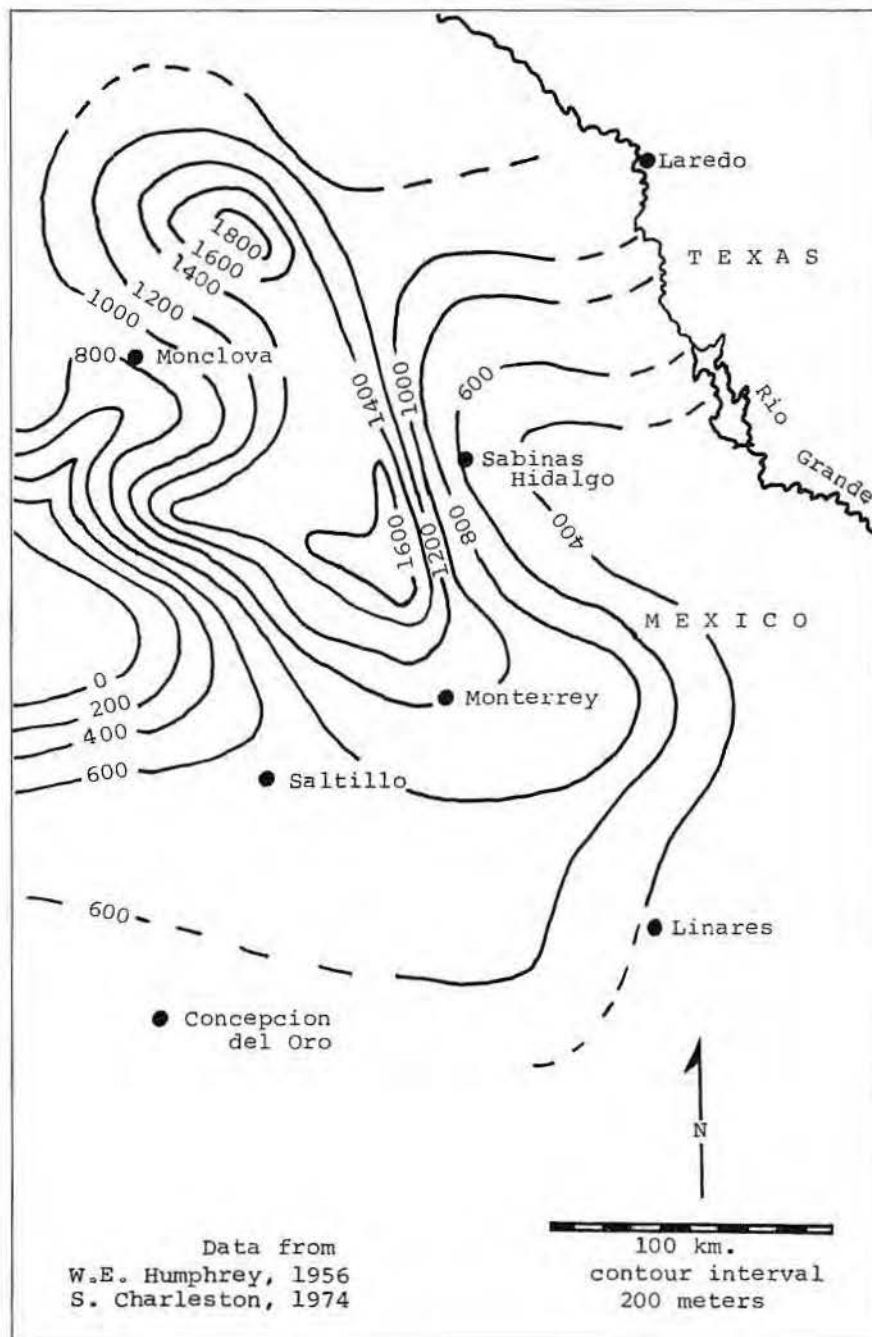 Laredo
TEXAS
1800
1600
1400
1200
1000
800
Monclova
1400
1000
600
Rio
Grande
Sabinas
Hidalgo
400
800
1600
1200
MEXICO
0
200
400
600
Monterrey
Saltillo
600
Linares
Concepcion
del Oro
N
Data from
W.E. Humphrey, 1956
S. Charleston, 1974
100 km.
contour interval
200 meters